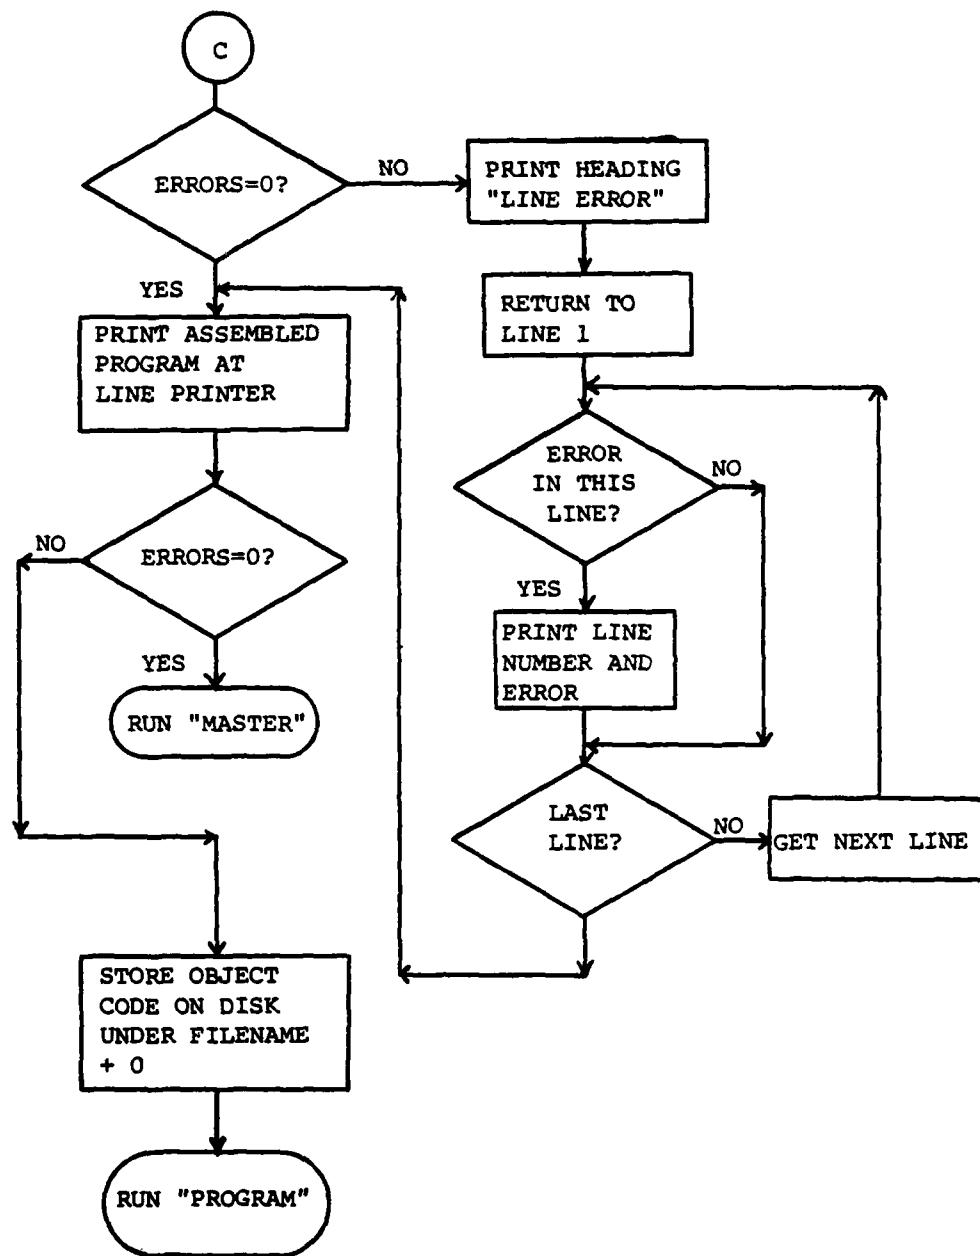 C
ERRORS=0?
NO
PRINT HEADING
"LINE ERROR"
YES
RETURN TO
LINE 1
PRINT ASSEMBLED
PROGRAM AT
LINE PRINTER
ERROR
IN THIS
LINE?
NO
NO
ERRORS=0?
YES
PRINT LINE
NUMBER AND
ERROR
YES
RUN "MASTER"
LAST
LINE?
NO
GET NEXT LINE
STORE OBJECT
CODE ON DISK
UNDER FILENAME
+ 0
RUN "PROGRAM"